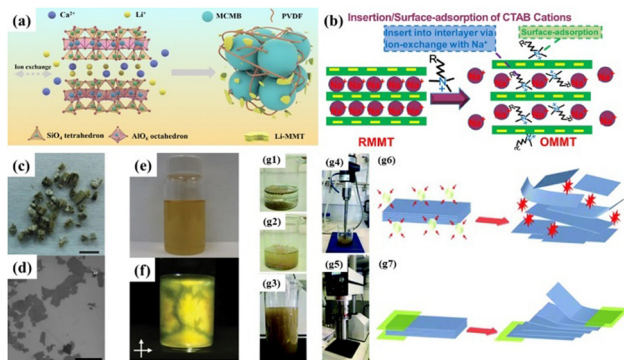 (a)
Ca²⁺
Li⁺
MCMB
PVDF
Ion exchange
SiO₄ tetrahedron
AlO₆ octahedron
Li-MMT
(b)
Insertion/Surface-adsorption of CTAB Cations
Insert into interlayer via
ion-exchange with Na⁺
Surface-adsorption
R
RMMT
OMMT
(c)
(d)
(e)
(f)
(g1)
(g2)
(g3)
(g4)
(g5)
(g6)
(g7)